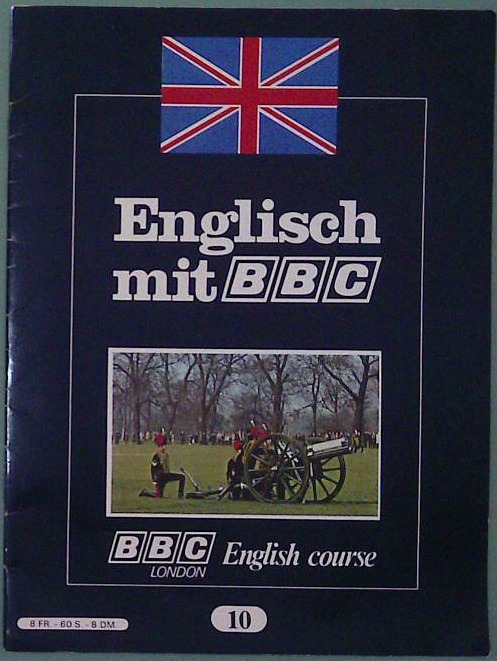 Englisch
mit BBC
BBC English course
LONDON
8 FR. - 60 S. - 8 DM
10